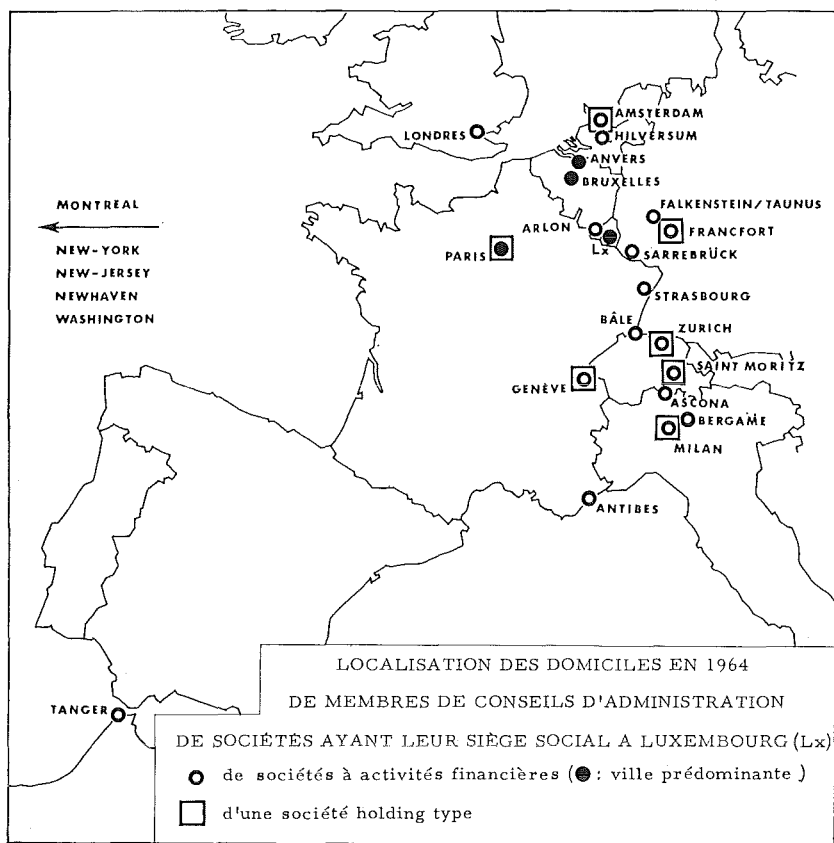 AMSTERDAM
HILVERSUM
LONDRES
ANVERS
BRUXELLES
MONTREAL
NEW-YORK
NEW-JERSEY
NEWHAVEN
WASHINGTON
FALKENSTEIN/TAUNUS
ARLON
FRANCFORT
PARIS
Lx
SARREBRÜCK
STRASBOURG
BÂLE
ZURICH
SAINT MORITZ
GENÈVE
ASCONA
BERGAME
MILAN
ANTIBES
TANGER
LOCALISATION DES DOMICILES EN 1964
DE MEMBRES DE CONSEILS D'ADMINISTRATION
DE SOCIÉTÉS AYANT LEUR SIÈGE SOCIAL A LUXEMBOURG (Lx)
de sociétés à activités financières ( : ville prédominante )
d'une société holding type